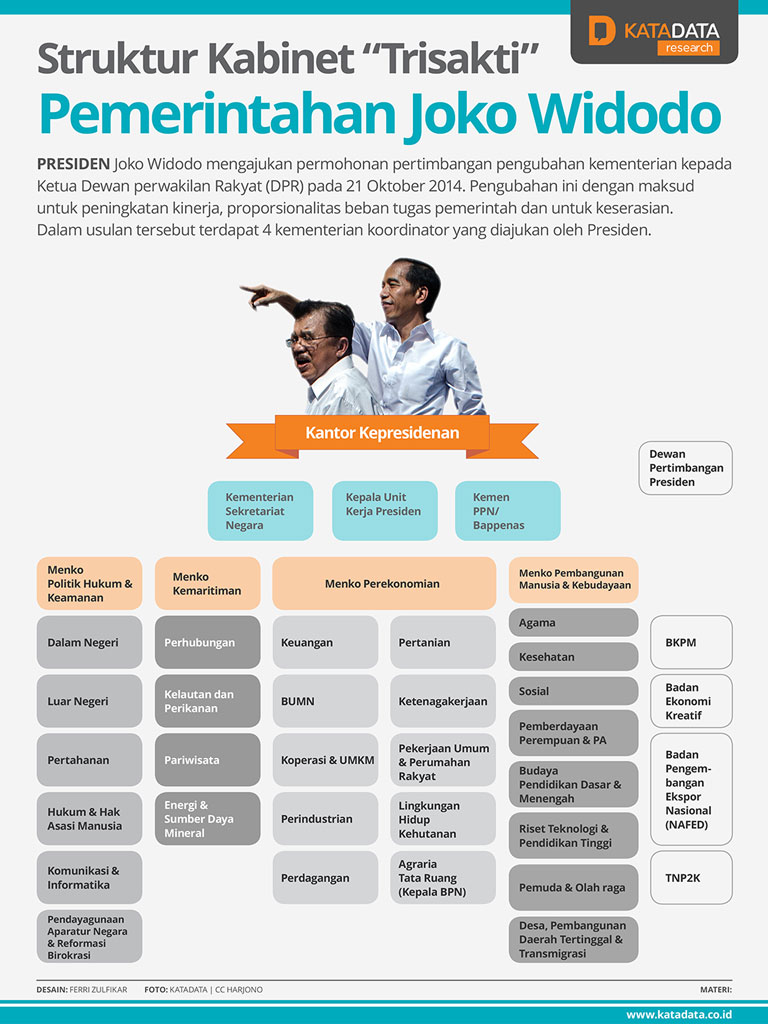 KATADATA
research
Struktur Kabinet “Trisakti”
Pemerintahan Joko Widodo
PRESIDEN Joko Widodo mengajukan permohonan pertimbangan pengubahan kementerian kepada
Ketua Dewan perwakilan Rakyat (DPR) pada 21 Oktober 2014. Pengubahan ini dengan maksud
untuk peningkatan kinerja, proporsionalitas beban tugas pemerintah dan untuk keserasian.
Dalam usulan tersebut terdapat 4 kementerian koordinator yang diajukan oleh Presiden.
Kantor Kepresidenan
Dewan
Pertimbangan
Presiden
Kementerian
Sekretariat
Negara
Kepala Unit
Kerja Presiden
Kemen
PPN/
Bappenas
Menko
Politik Hukum &
Keamanan
Dalam Negeri
Luar Negeri
Pertahanan
Hukum & Hak
Asasi Manusia
Komunikasi &
Informatika
Pendayagunaan
Aparatur Negara
& Reformasi
Birokrasi
Menko
Kemaritiman
Perhubungan
Kelautan dan
Perikanan
Pariwisata
Energi &
Sumber Daya
Mineral
Menko Perekonomian
Keuangan
BUMN
Koperasi & UMKM
Perindustrian
Perdagangan
Pertanian
Ketenagakerjaan
Pekerjaan Umum
& Perumahan
Rakyat
Lingkungan
Hidup
Kehutanan
Agraria
Tata Ruang
(Kepala BPN)
Menko Pembangunan
Manusia & Kebudayaan
Agama
Kesehatan
Sosial
Pemberdayaan
Perempuan & PA
Budaya
Pendidikan Dasar &
Menengah
Riset Teknologi &
Pendidikan Tinggi
Pemuda & Olah raga
Desa, Pembangunan
Daerah Tertinggal &
Transmigrasi
BKPM
Badan
Ekonomi
Kreatif
Badan
Pengem-
bangan
Ekspor
Nasional
(NAFED)
TNP2K
DESAIN: FERRI ZULFIKAR FOTO: KATADATA | CC HARJONO
MATERI:
www.katadata.co.id